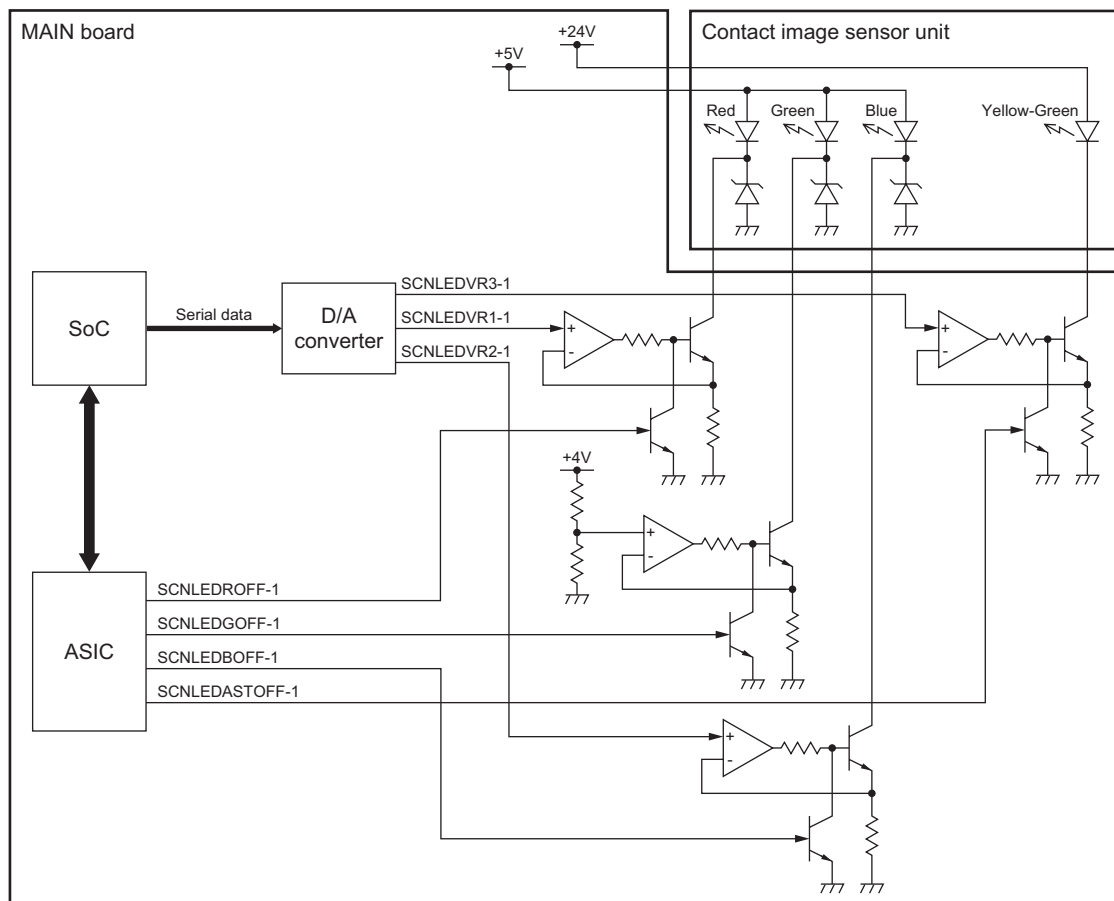 MAIN board
Contact image sensor unit
+24V
+5V
Red
Green
Blue
Yellow-Green
SoC
Serial data
D/A
converter
SCNLEDVR3-1
SCNLEDVR1-1
SCNLEDVR2-1
+
-
+
-
+4V
+
-
ASIC
SCNLEDROFF-1
SCNLEDGOFF-1
SCNLEDBOFF-1
SCNLEDASTOFF-1
+
-